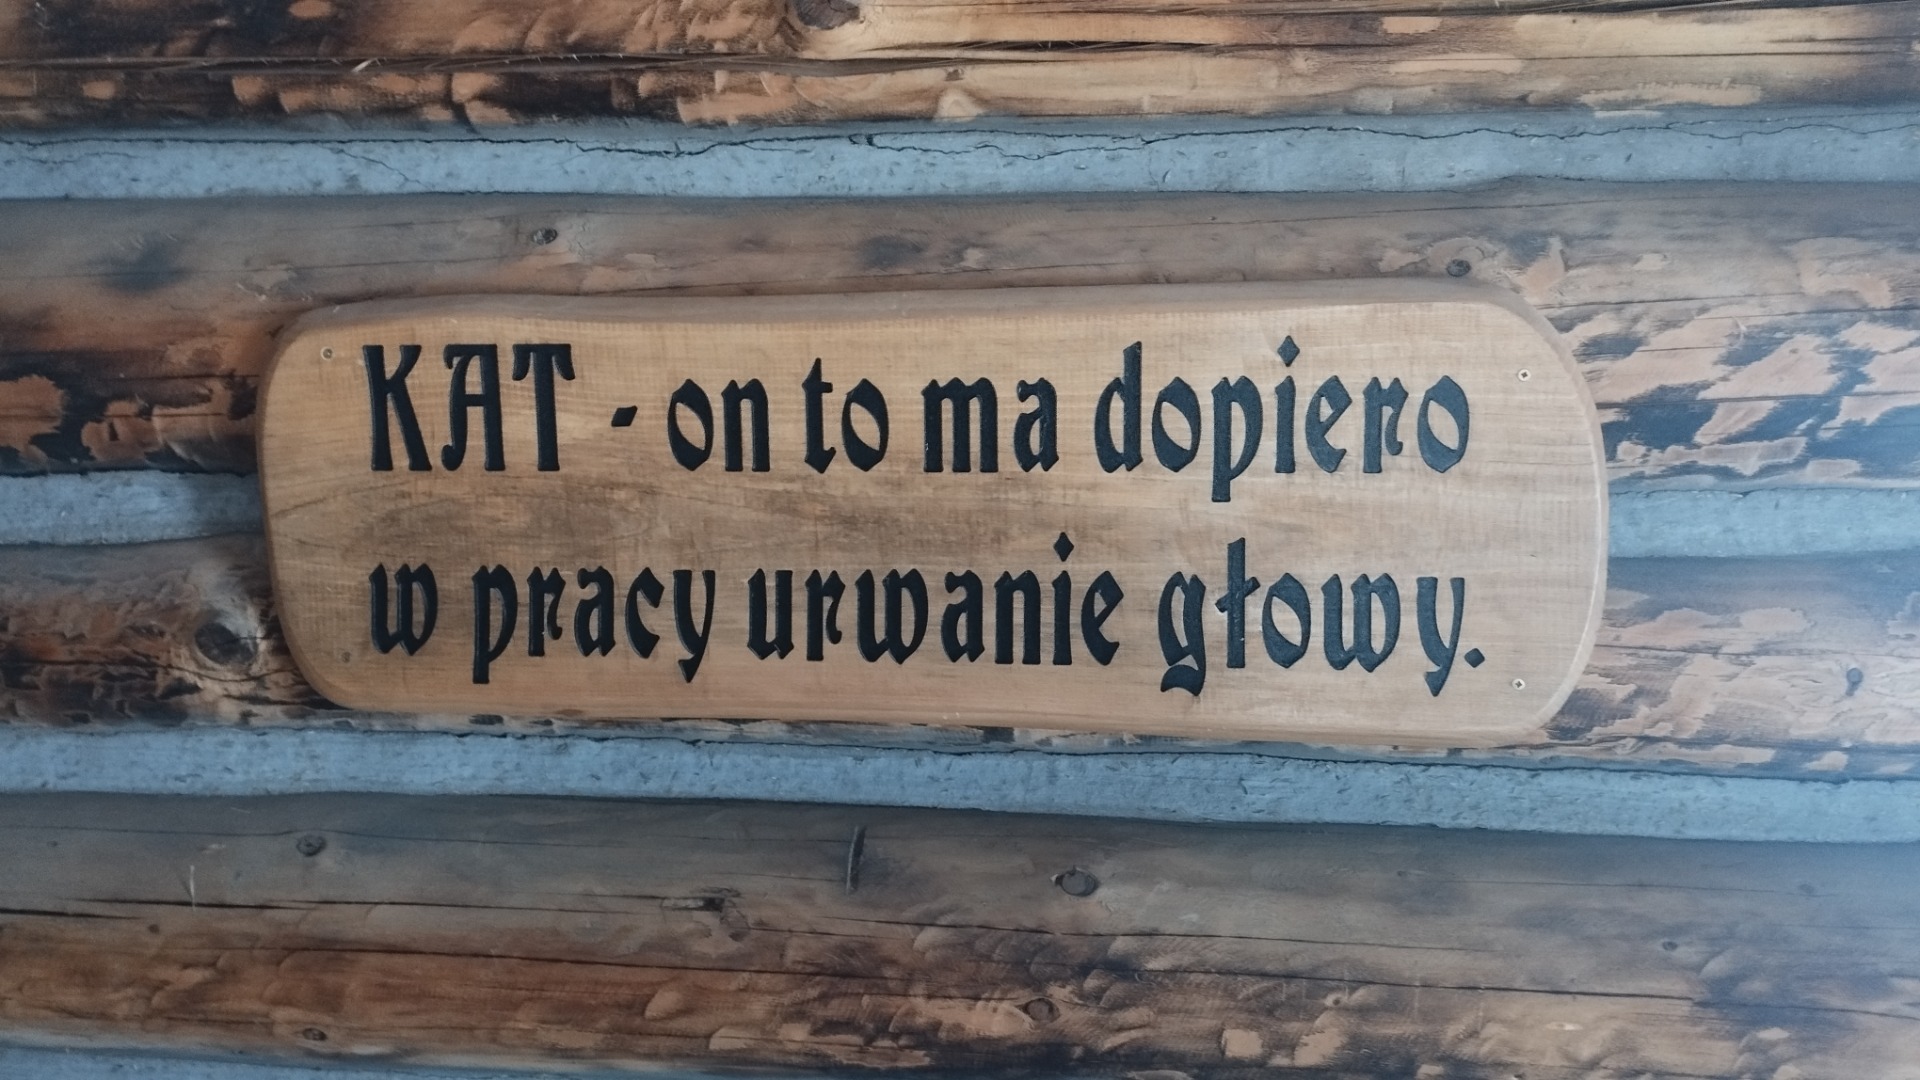 KAT - on to ma dopiero
w pracy urwanie głowy.